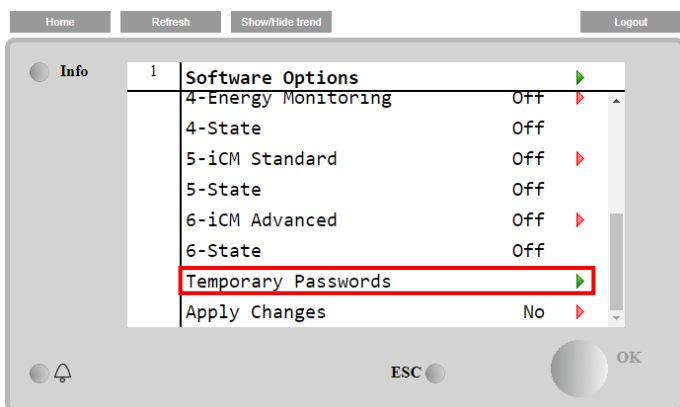 Home Refresh Show/Hide trend Logout
Info
1 Software Options
4-Energy Monitoring Off
4-State Off
5-iCM Standard Off
5-State Off
6-iCM Advanced Off
6-State Off
Temporary Passwords
Apply Changes No
ESC OK